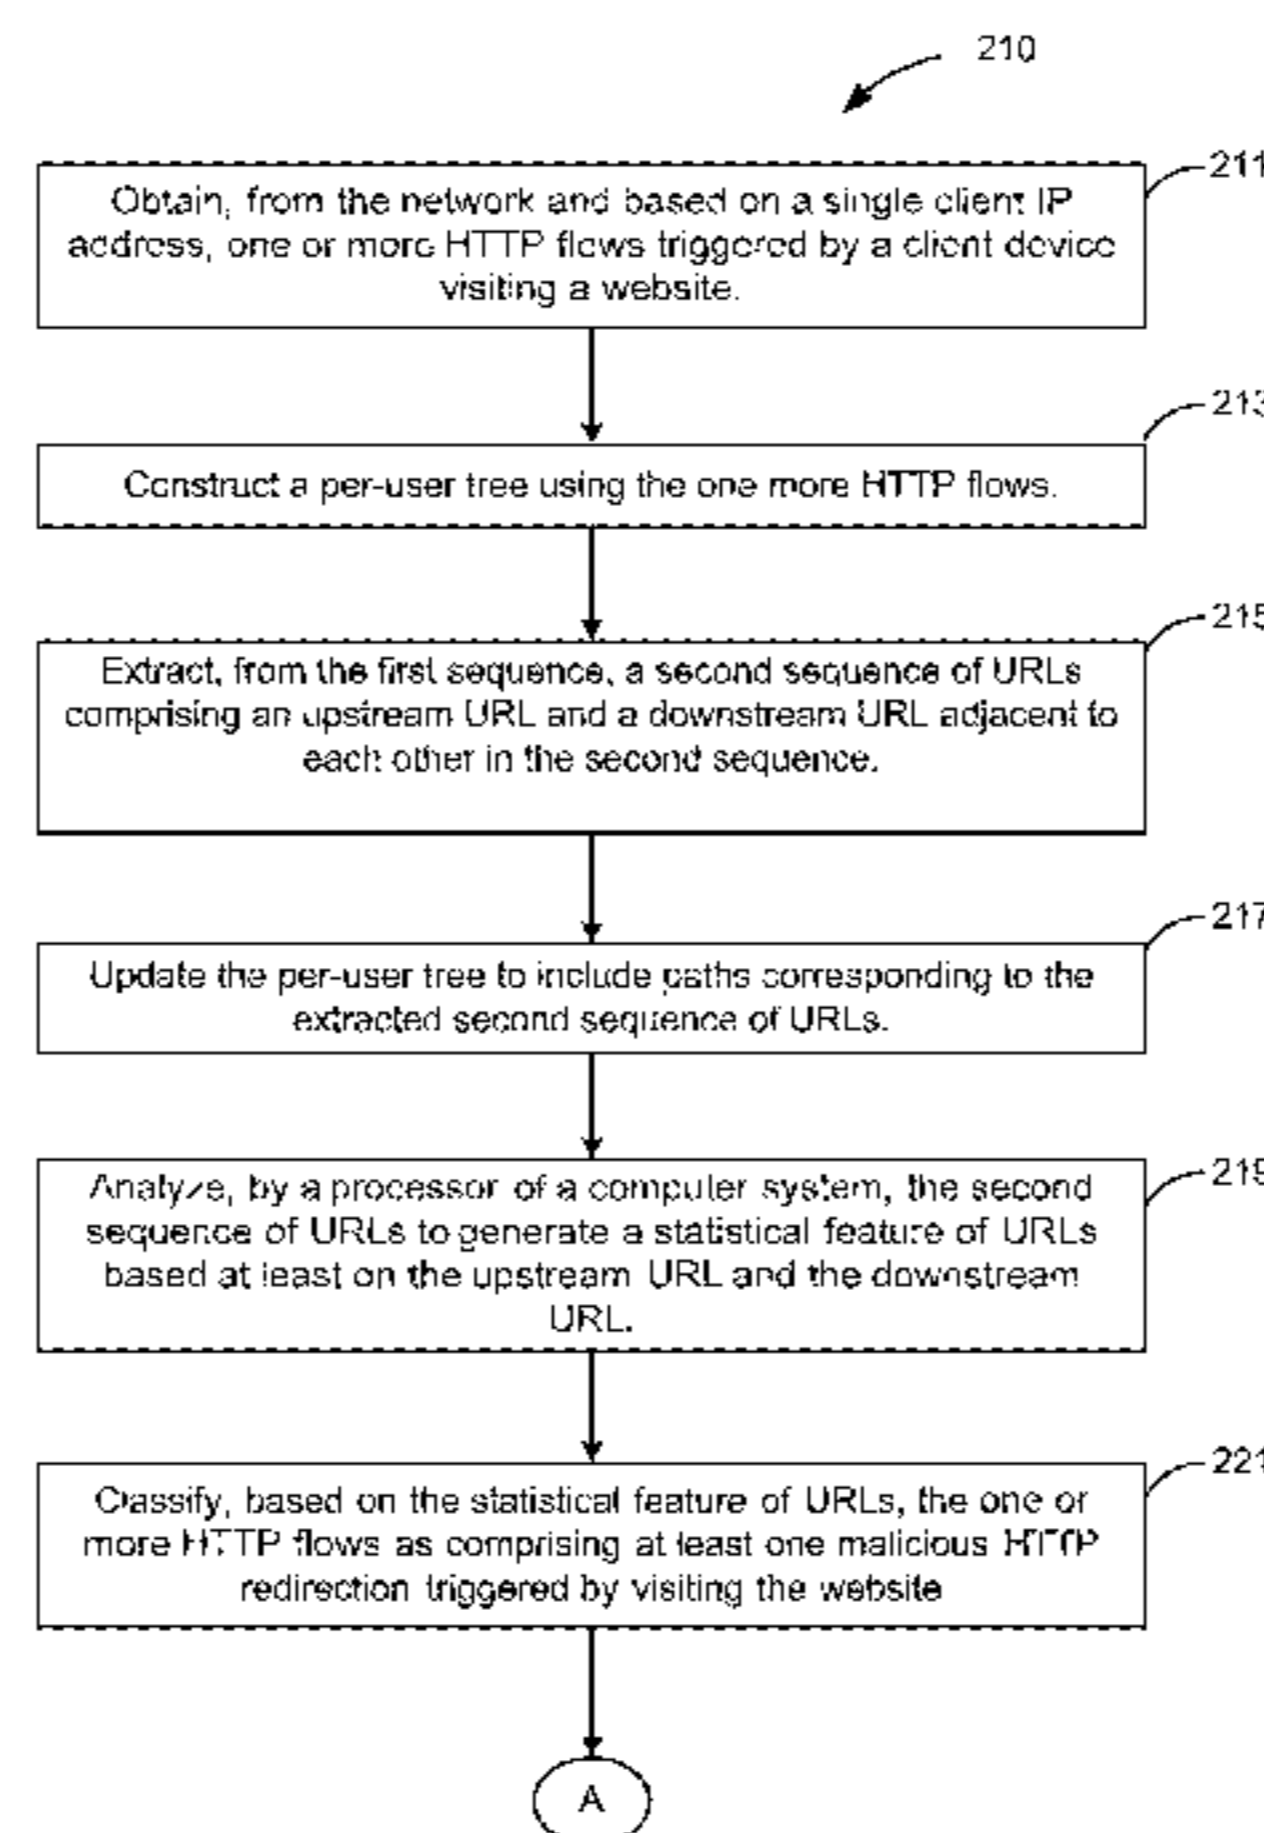 210
211
Obtain, from the network and based on a single client IP
address, one or more HTTP flows triggered by a client device
visiting a website.
213
Construct a per-user tree using the one more HTTP flows.
215
Extract, from the first sequence, a second sequence of URLs
comprising an upstream URL and a downstream URL adjacent to
each other in the second sequence.
217
Update the per-user tree to include paths corresponding to the
extracted second sequence of URLs.
219
Analyze, by a processor of a computer system, the second
sequence of URLs to generate a statistical feature of URLs
based at least on the upstream URL and the downstream
URL.
221
Classify, based on the statistical feature of URLs, the one or
more HTTP flows as comprising at least one malicious HTTP
redirection triggered by visiting the website
A